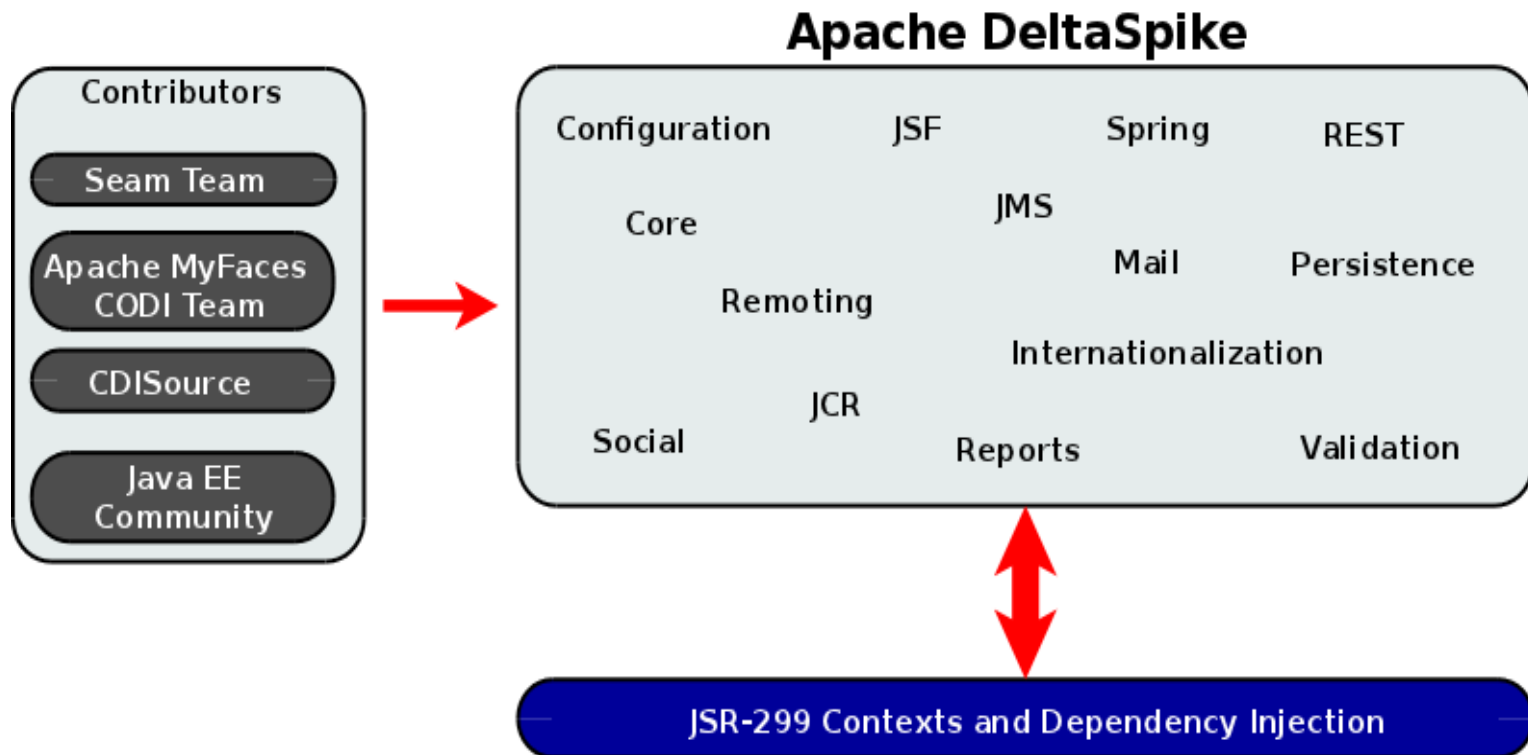 Apache DeltaSpike
Contributors
Seam Team
Apache MyFaces
CODI Team
CDISource
Java EE
Community
Configuration
JSF
Spring
REST
Core
JMS
Mail
Persistence
Remoting
Internationalization
JCR
Social
Reports
Validation
JSR-299 Contexts and Dependency Injection